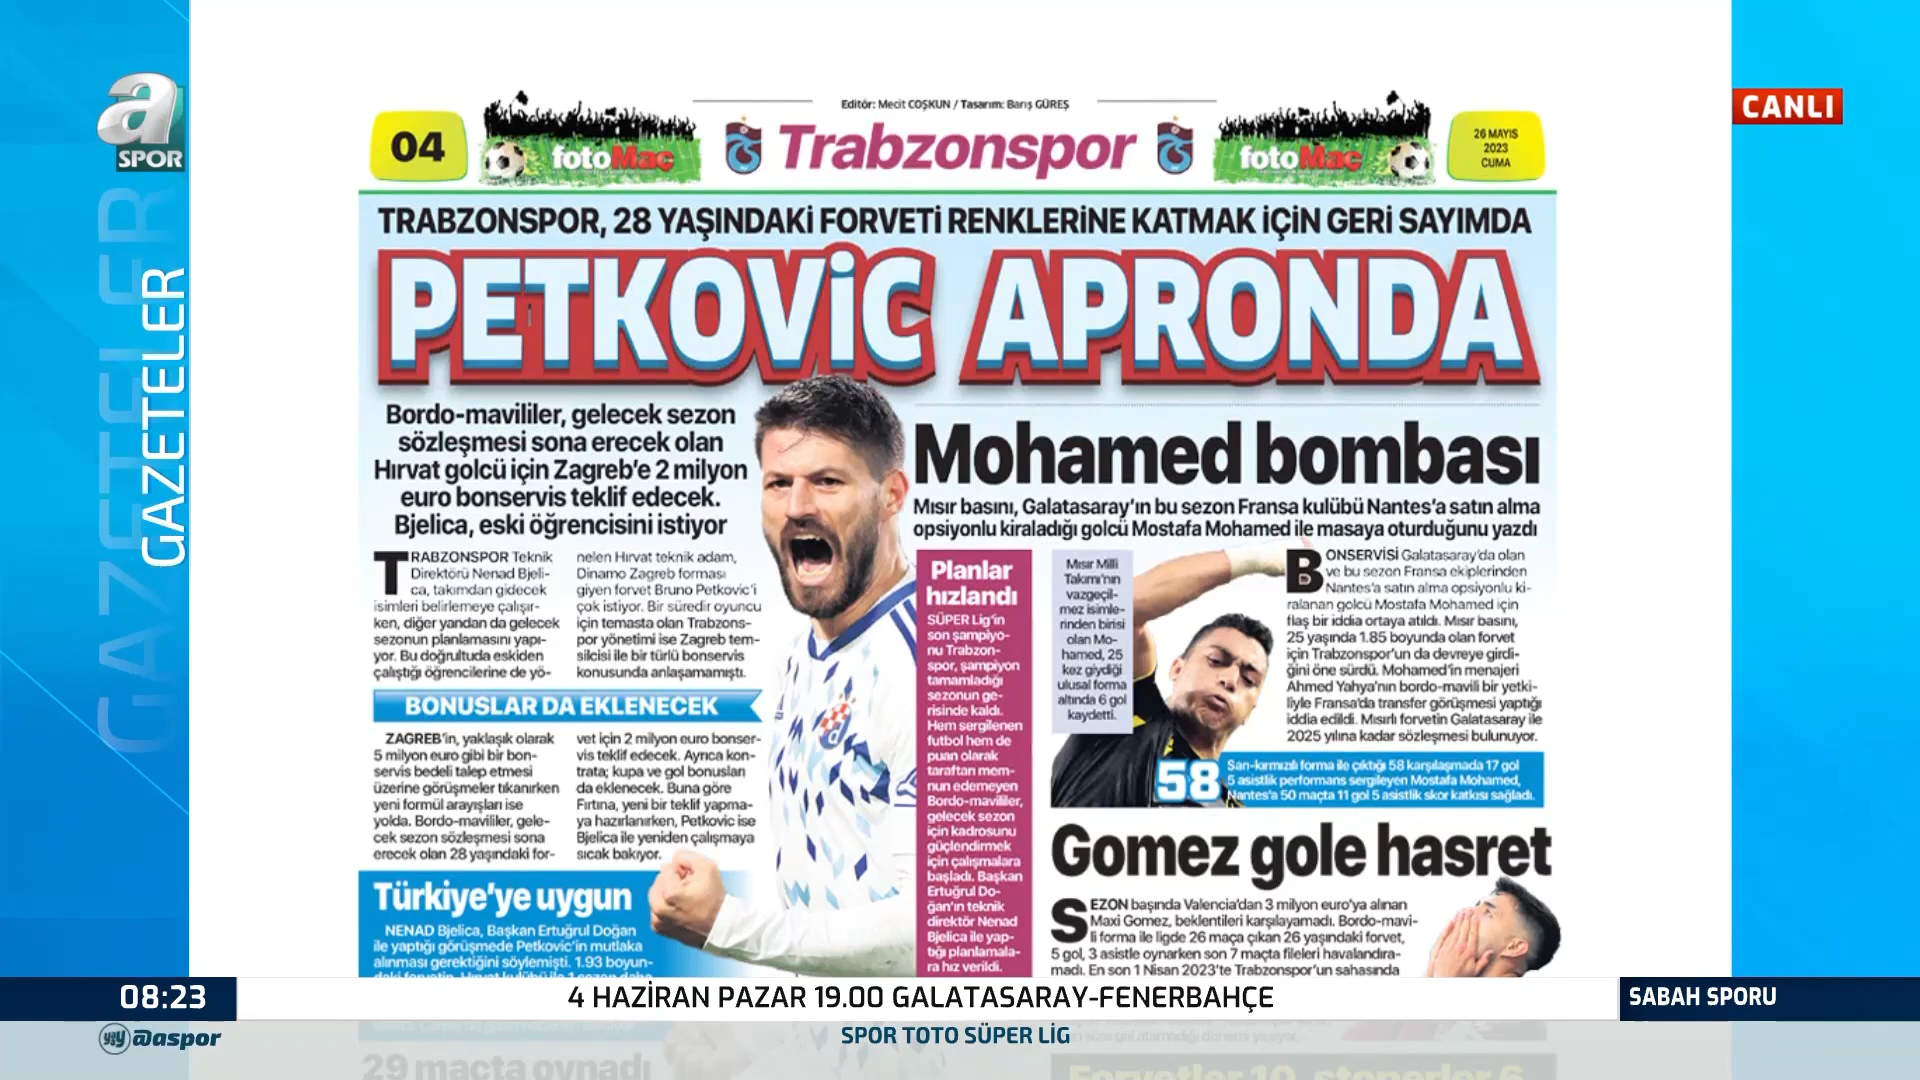 a
SPOR
GAZETELER
GAZETELER
CANLI
Editör: Mecit COŞKUN / Tasarım: Barış GÜREŞ
04
fotoMaç
Trabzonspor
fotoMaç
26 MAYIS
2023
CUMA
TRABZONSPOR, 28 YAŞINDAKİ FORVETİ RENKLERİNE KATMAK İÇİN GERİ SAYIMDA
PETKOVİC APRONDA
Bordo-mavililer, gelecek sezon
sözleşmesi sona erecek olan
Hırvat golcü için Zagreb'e 2 milyon
euro bonservis teklif edecek.
Bjelica, eski öğrencisini istiyor
TRABZONSPOR Teknik
Direktörü Nenad Bjeli-
ca, takımdan gidecek
isimleri belirlemeye çalışır-
ken, diğer yandan da gelecek
sezonun planlamasını yapı-
yor. Bu doğrultuda eskiden
çalıştığı öğrencilerine de yö-
nelen Hırvat teknik adam,
Dinamo Zagreb forması
giyen forvet Bruno Petkovic'i
çok istiyor. Bir süredir oyuncu
için temasta olan Trabzons-
por yönetimi ise Zagreb tem-
silcisi ile bir türlü bonservis
konusunda anlaşamamıştı.
BONUSLAR DA EKLENECEK
ZAGREB'in, yaklaşık olarak
5 milyon euro gibi bir bon-
servis bedeli talep etmesi
üzerine görüşmeler tıkanırken
yeni formül arayışları ise
yolda. Bordo-mavililer, gele-
cek sezon sözleşmesi sona
erecek olan 28 yaşındaki for-
vet için 2 milyon euro bonser-
vis teklif edecek. Ayrıca kon-
trata; kupa ve gol bonusları
da eklenecek. Buna göre
Fırtına, yeni bir teklif yapma-
ya hazırlanırken, Petkovic ise
Bjelica ile yeniden çalışmaya
sıcak bakıyor.
Türkiye'ye uygun
NENAD Bjelica, Başkan Ertuğrul Doğan
ile yaptığı görüşmede Petkovic'in mutlaka
alınması gerektiğini söylemişti. 1.93 boyun-
daki forvetin, Hırvat kulübü ile 1 sezon daha
Mohamed bombası
Mısır basını, Galatasaray'ın bu sezon Fransa kulübü Nantes'a satın alma
opsiyonlu kiraladığı golcü Mostafa Mohamed ile masaya oturduğunu yazdı
Planlar
hızlandı
SÜPER Lig'in
son şampiyo-
nu Trabzon-
spor, şampiyon
tamamladığı
sezonun ge-
risinde kaldı.
Hem sergilenen
futbol hem de
puan olarak
taraftarı mem-
nun edemeyen
Bordo-mavililer,
gelecek sezon
için kadrosunu
güçlendirmek
için çalışmalara
başladı. Başkan
Ertuğrul Do-
ğan'ın teknik
direktör Nenad
Bjelica ile yap-
tığı planlamala-
ra hız verildi.
Mısır Milli
Takımı'nın
vazgeçil-
mez isimle-
rinden birisi
olan Mo-
hamed, 25
kez giydiği
ulusal forma
altında 6 gol
kaydetti.
BONSERVİSİ Galatasaray'da olan
ve bu sezon Fransa ekiplerinden
Nantes'a satın alma opsiyonlu ki-
ralanan golcü Mostafa Mohamed için
flaş bir iddia ortaya atıldı. Mısır basını,
25 yaşında 1.85 boyunda olan forvet
için Trabzonspor'un da devreye girdi-
ğini öne sürdü. Mohamed'in menajeri
Ahmed Yahya'nın bordo-mavili bir yetki-
liyle Fransa'da transfer görüşmesi yaptığı
iddia edildi. Mısırlı forvetin Galatasaray ile
2025 yılına kadar sözleşmesi bulunuyor.
58
Sarı-kırmızılı forma ile çıktığı 58 karşılaşmada 17 gol
5 asistlik performans sergileyen Mostafa Mohamed,
Nantes'a 50 maçta 11 gol 5 asistlik skor katkısı sağladı.
Gomez gole hasret
SEZON başında Valencia'dan 3 milyon euro'ya alınan
Maxi Gomez, beklentileri karşılayamadı. Bordo-mavi-
li forma ile ligde 26 maça çıkan 26 yaşındaki forvet,
5 gol, 3 asistle oynarken son 7 maçta fileleri havalandıra-
madı. En son 1 Nisan 2023'te Trabzonspor'un sahasında
08:23
4 HAZİRAN PAZAR 19.00 GALATASARAY-FENERBAHÇE
SABAH SPORU
@aspor
SPOR TOTO SÜPER LİG
29 maçta oynadı
Forvetler 10, stoperler 6